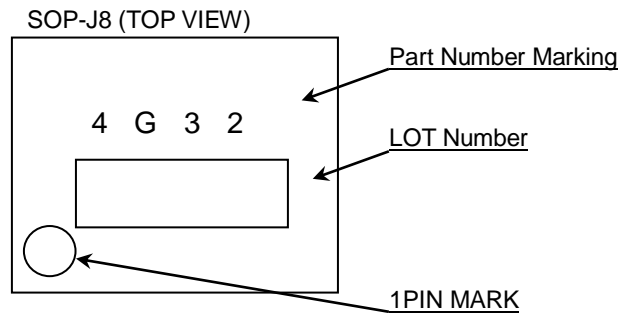 SOP-J8 (TOP VIEW)
Part Number Marking
4 G 3 2
LOT Number
1PIN MARK